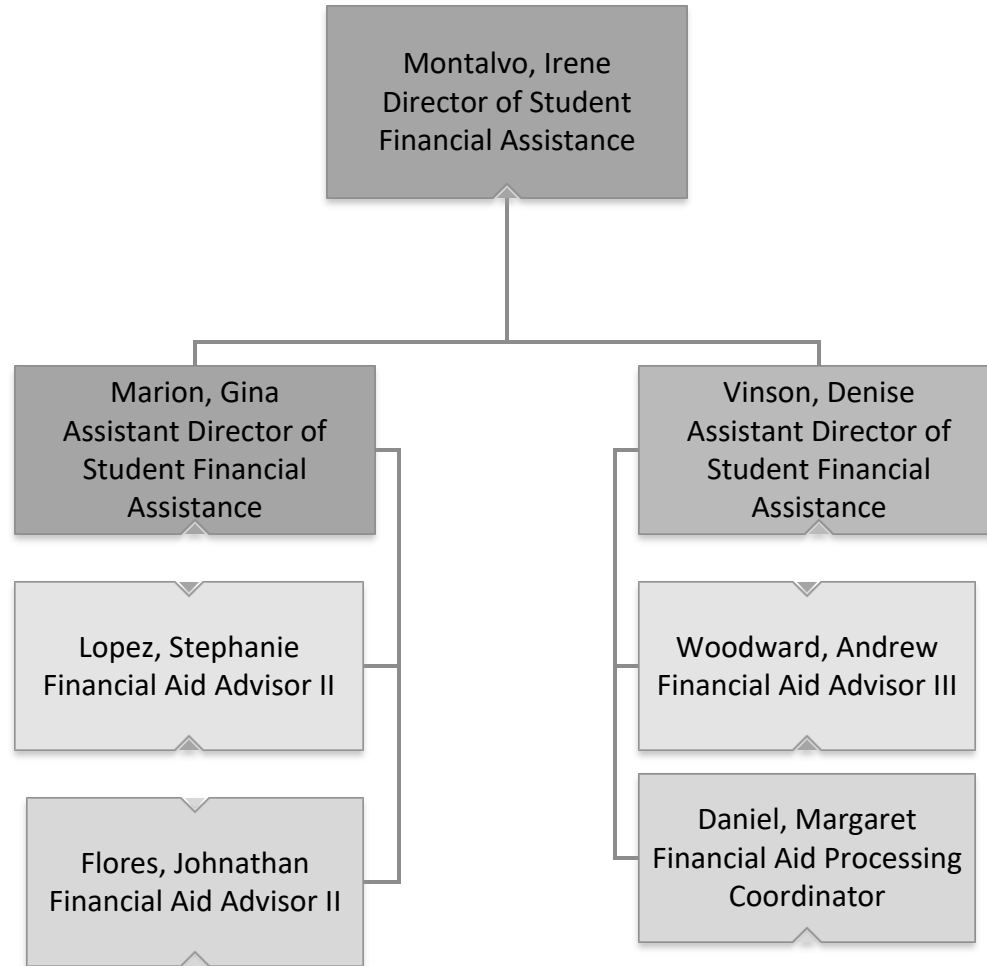 Montalvo, Irene
Director of Student
Financial Assistance
Marion, Gina
Assistant Director of
Student Financial
Assistance
Vinson, Denise
Assistant Director of
Student Financial
Assistance
Lopez, Stephanie
Financial Aid Advisor II
Woodward, Andrew
Financial Aid Advisor III
Flores, Johnathan
Financial Aid Advisor II
Daniel, Margaret
Financial Aid Processing
Coordinator